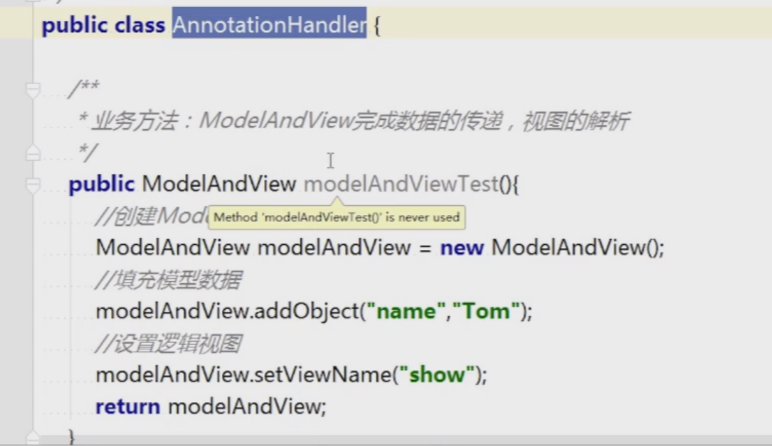 public class AnnotationHandler {
/**
* 业务方法：ModelAndView完成数据的传递，视图的解析
*/
public ModelAndView modelAndViewTest(){
//创建Mod
Method 'modelAndViewTest()' is never used
ModelAndView modelAndView = new ModelAndView();
//填充模型数据
modelAndView.addObject("name","Tom");
//设置逻辑视图
modelAndView.setViewName("show");
return modelAndView;
}